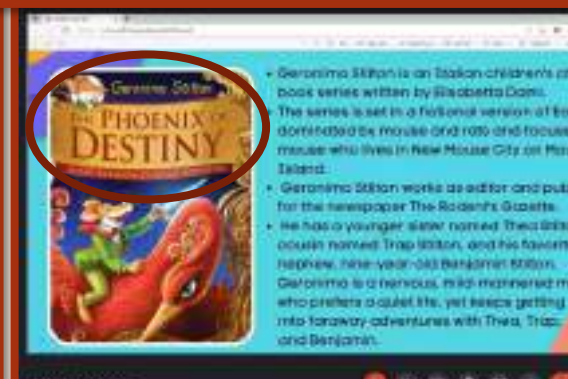 Geronimo Stilton
THE PHOENIX OF
DESTINY
• Geronimo Stilton is an Italian children's
book series written by Elisabetta Dami.
• The series is set in a fictional version of
dominated by mouse and rats and
mouse who lives in New Mouse City on
Island.
• Geronimo Stilton works as editor and
for the newspaper The Rodent's Gazette.
• He has a younger sister named Thea
cousin named Trap Stilton, and his
nephew, nine-year-old Benjamin Stilton.
Geronimo is a nervous, mild-mannered
who prefers a quiet life, yet keeps getting
into faraway adventures with Thea, Trap,
and Benjamin.